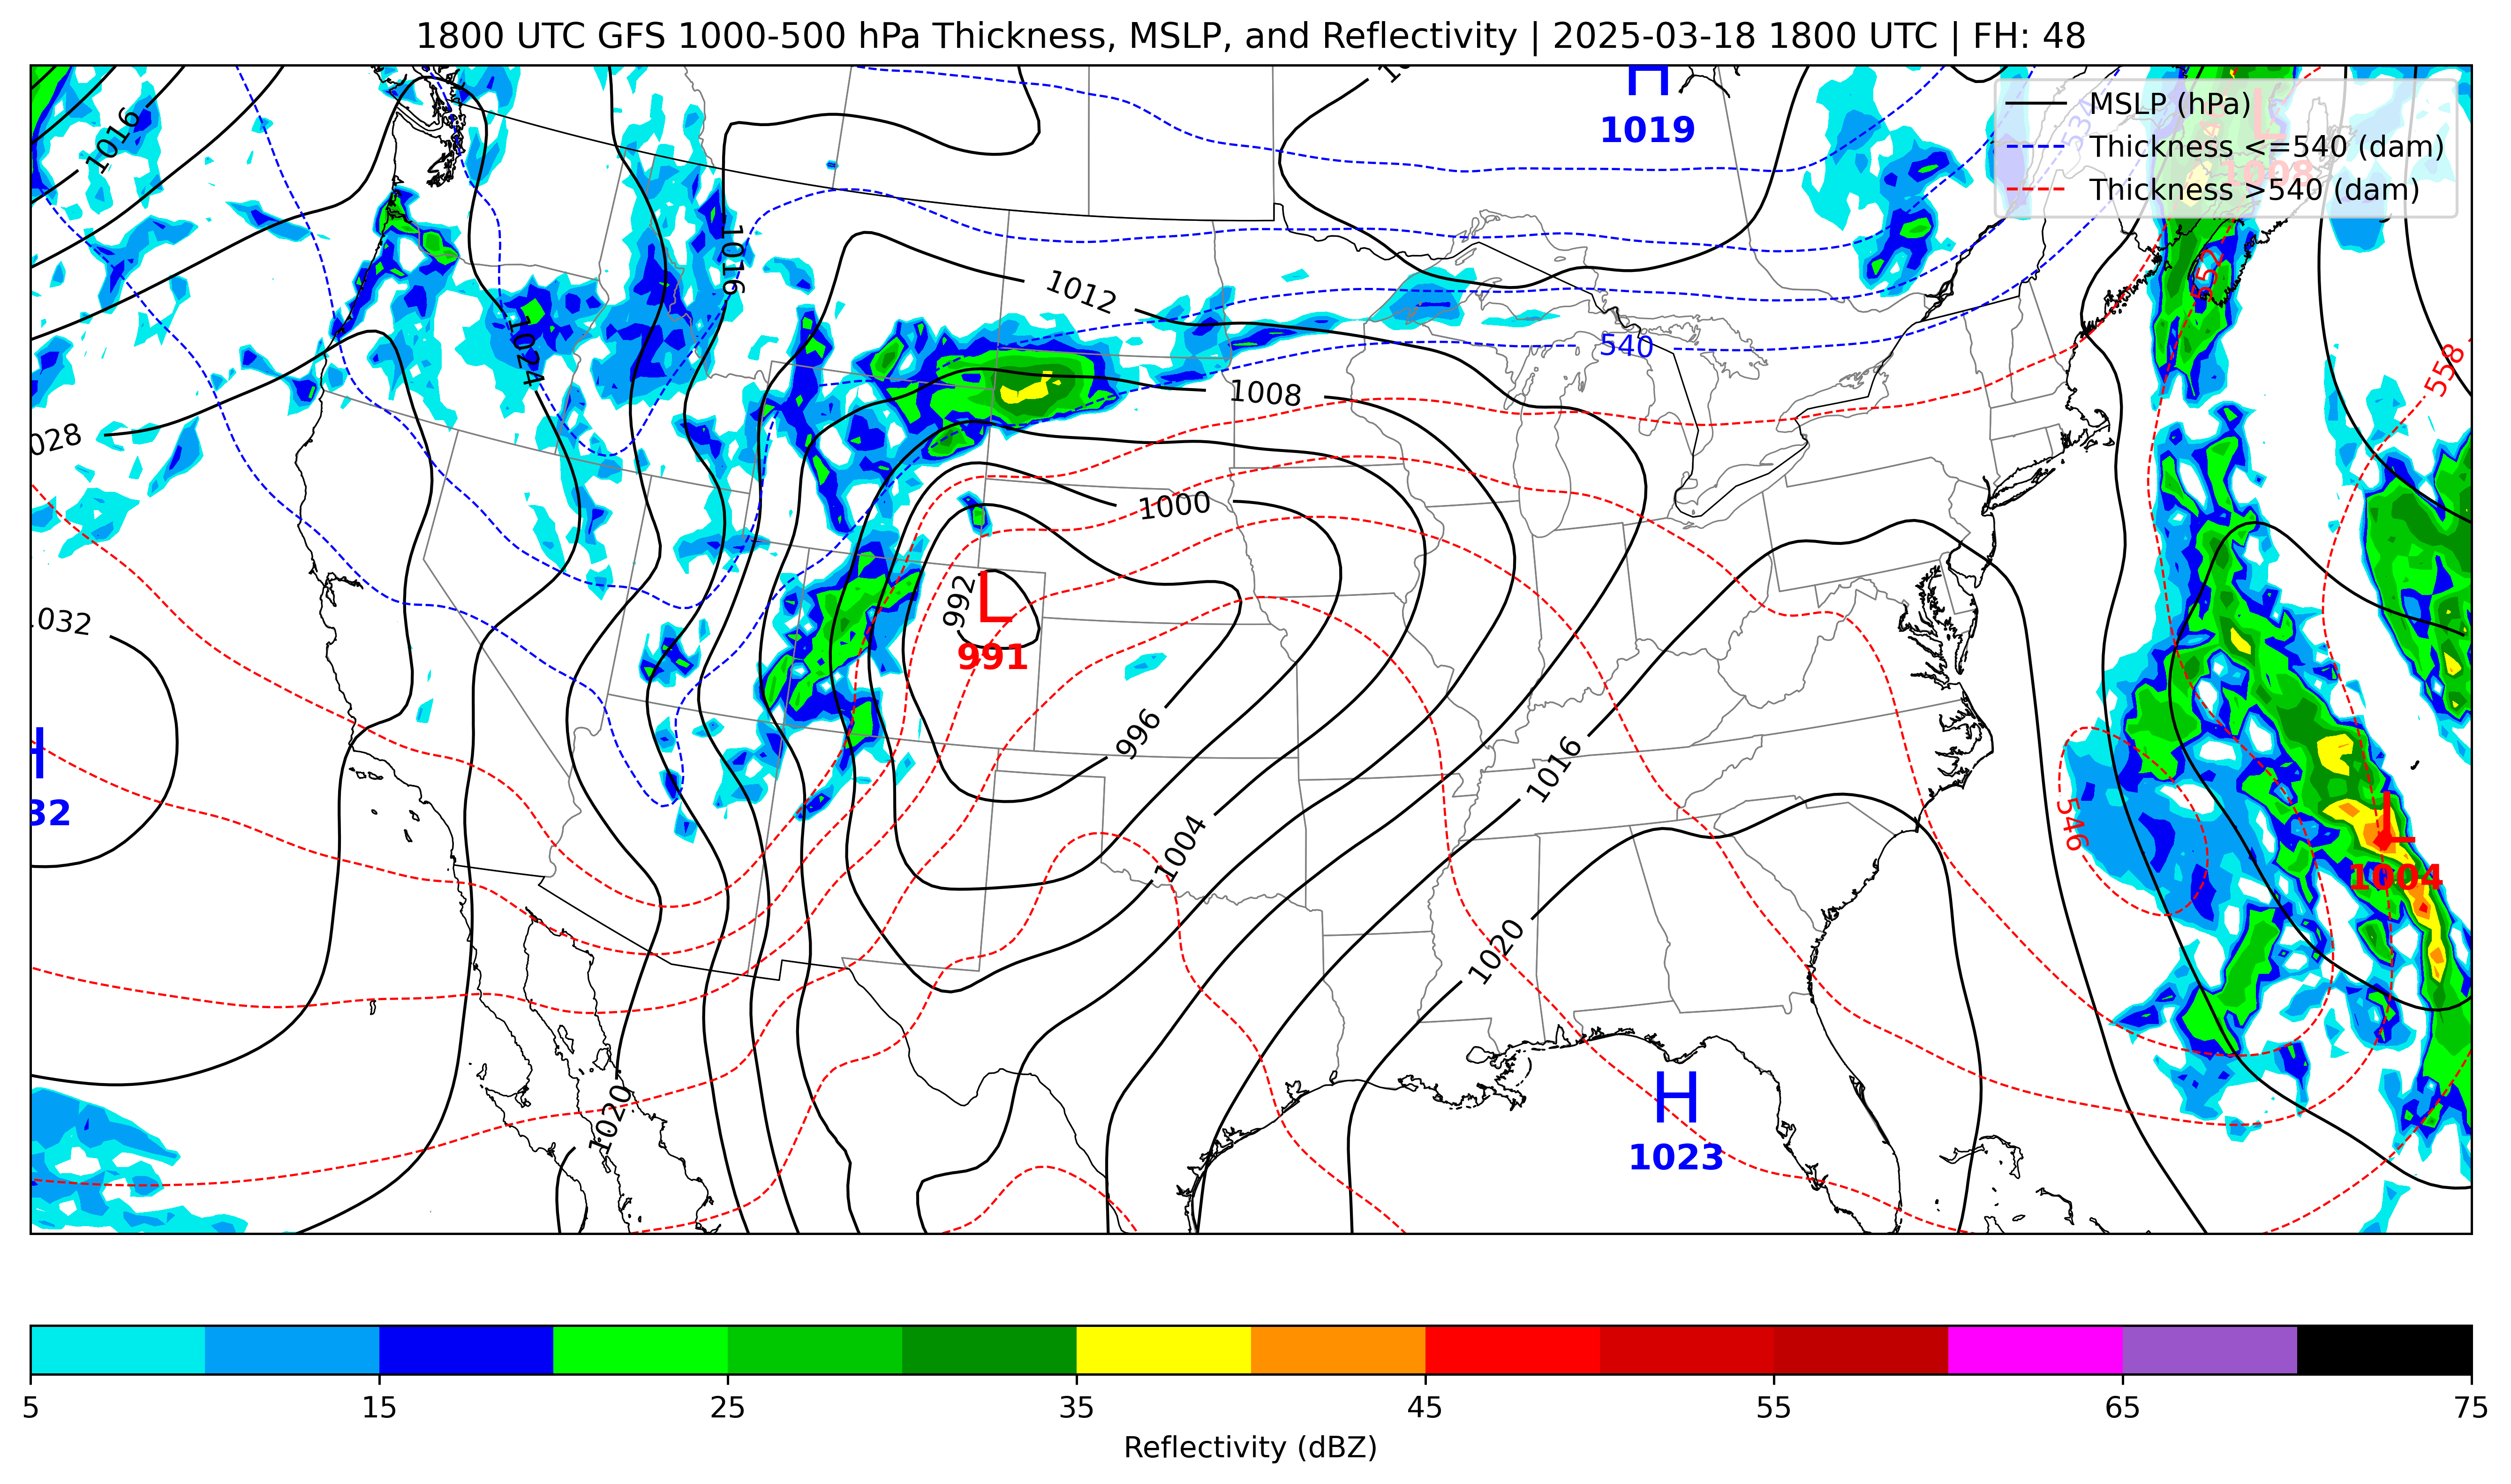 1800 UTC GFS 1000-500 hPa Thickness, MSLP, and Reflectivity | 2025-03-18 1800 UTC | FH: 48
MSLP (hPa)
Thickness <=540 (dam)
Thickness >540 (dam)
H
1019
L
1008
534
1016
552
1016
1012
558
1024
540
1008
028
1000
992
L
991
1032
996
1016
H
32
546
L
1004
1004
1020
H
1023
1020
5 15 25 35 45 55 65 75
Reflectivity (dBZ)